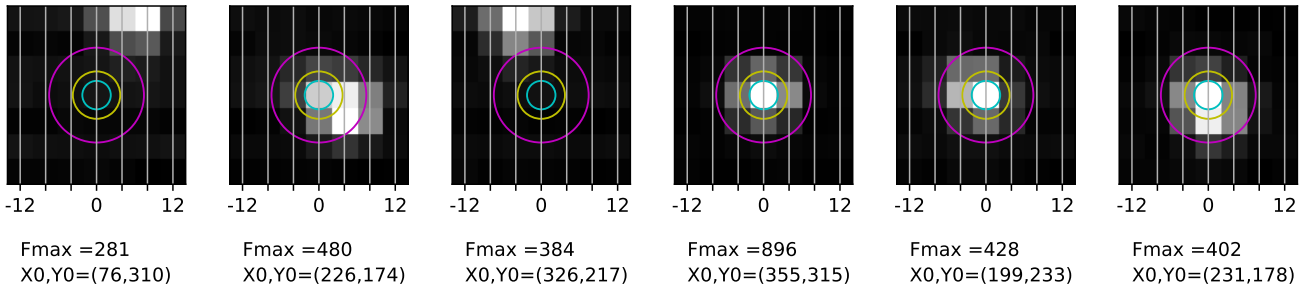 -12 0 12 -12 0 12 -12 0 12 -12 0 12 -12 0 12 -12 0 12
Fmax =281 Fmax =480 Fmax =384 Fmax =896 Fmax =428 Fmax =402
X0,Y0=(76,310) X0,Y0=(226,174) X0,Y0=(326,217) X0,Y0=(355,315) X0,Y0=(199,233) X0,Y0=(231,178)